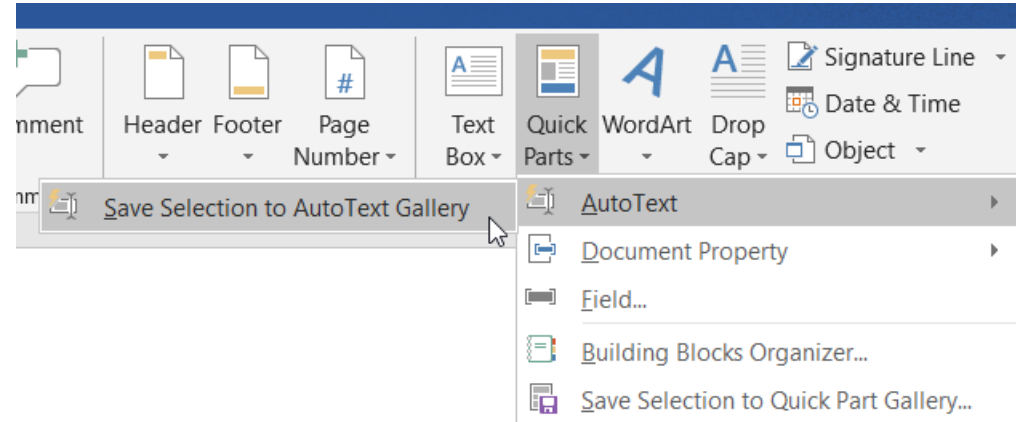 Signature Line
Date & Time
Object
mment
Header
Footer
Page
Number
#
A
Text
Box
Quick
Parts
WordArt
A
Drop
Cap
Save Selection to AutoText Gallery
AutoText
Document Property
Field...
Building Blocks Organizer...
Save Selection to Quick Part Gallery...